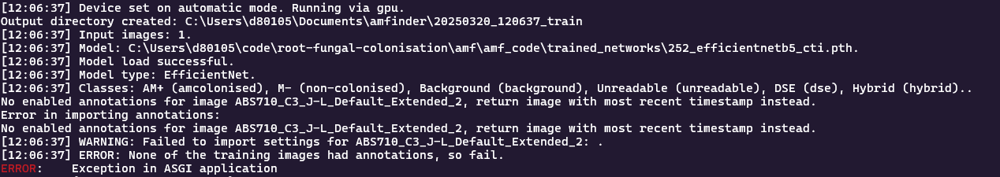 [12:06:37] Device set on automatic mode. Running via gpu.
Output directory created: C:\Users\d80105\Documents\amfinder\20250320_120637_train
[12:06:37] Input images: 1.
[12:06:37] Model: C:\Users\d80105\code\root-fungal-colonisation\amf\amf_code\trained_networks\252_efficientnetb5_cti.pth.
[12:06:37] Model load successful.
[12:06:37] Model type: EfficientNet.
[12:06:37] Classes: AM+ (amcolonised), M- (non-colonised), Background (background), Unreadable (unreadable), DSE (dse), Hybrid (hybrid)..
No enabled annotations for image ABS710_C3_J-L_Default_Extended_2, return image with most recent timestamp instead.
Error in importing annotations:
No enabled annotations for image ABS710_C3_J-L_Default_Extended_2, return image with most recent timestamp instead.
[12:06:37] WARNING: Failed to import settings for ABS710_C3_J-L_Default_Extended_2: .
[12:06:37] ERROR: None of the training images had annotations, so fail.
ERROR:    Exception in ASGI application